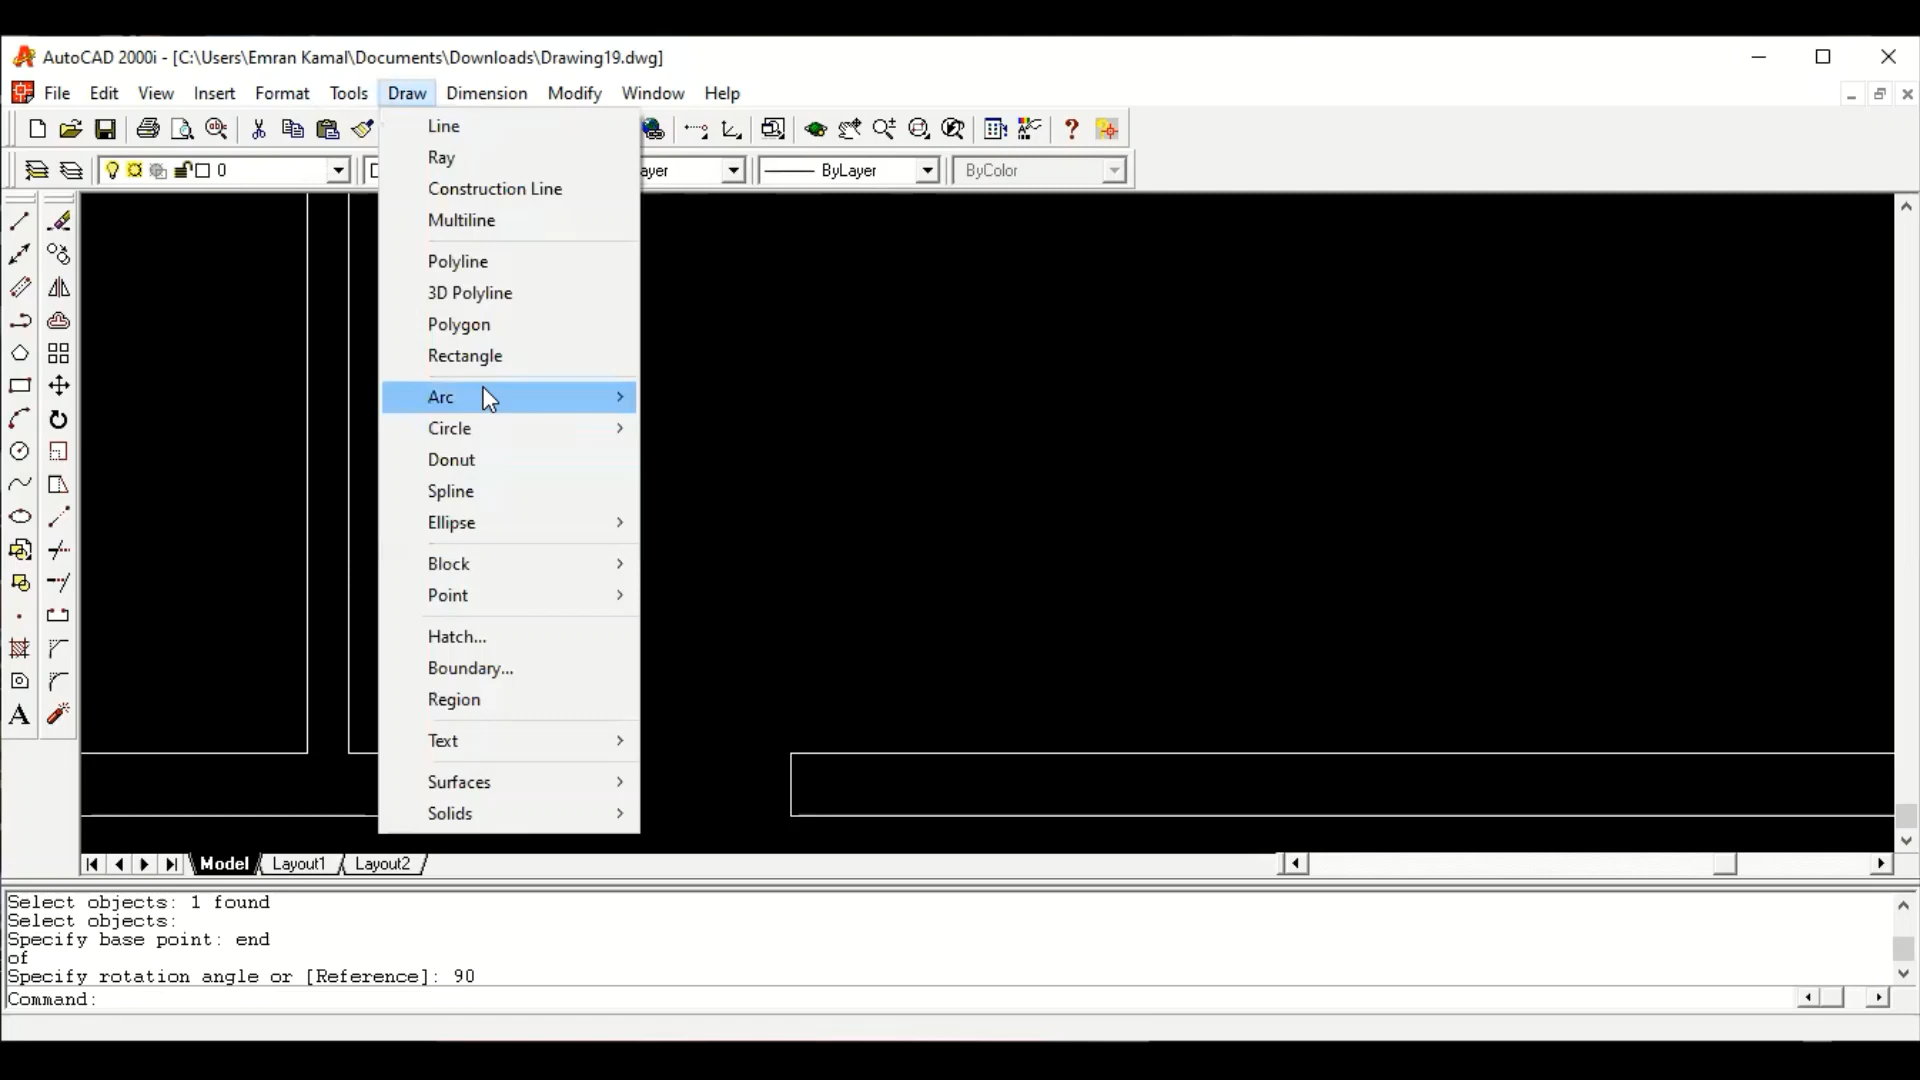 AutoCAD 2000i - [C:\Users\Emran Kamal\Documents\Downloads\Drawing19.dwg]
File Edit View Insert Format Tools Draw Dimension Modify Window Help
0
ayer
ByLayer
ByColor
Line
Ray
Construction Line
Multiline
Polyline
3D Polyline
Polygon
Rectangle
Arc
Circle
Donut
Spline
Ellipse
Block
Point
Hatch...
Boundary...
Region
Text
Surfaces
Solids
A
Model Layout1 Layout2
Select objects: 1 found
Select objects:
Specify base point: end
of
Specify rotation angle or [Reference]: 90
Command: